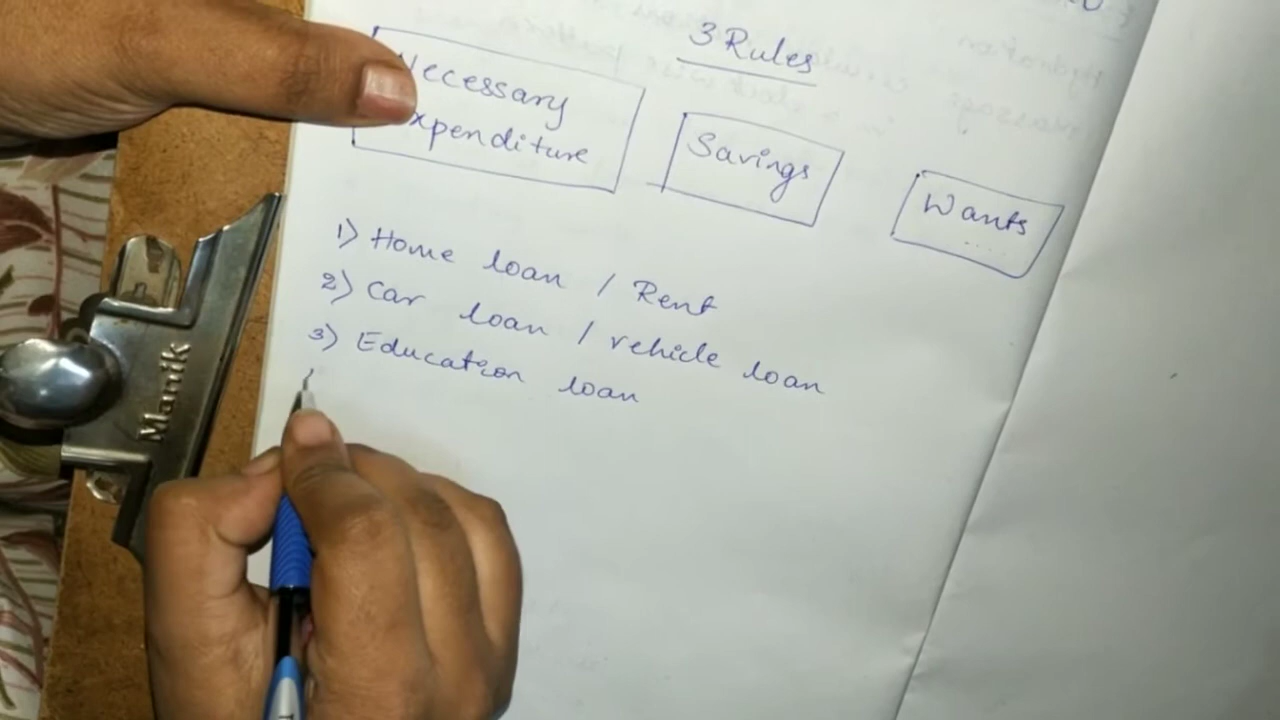 3 Rules
Necessary
Expenditure
Savings
Wants
1) Home loan / Rent
2) Car loan / vehicle loan
3) Education loan
Manik